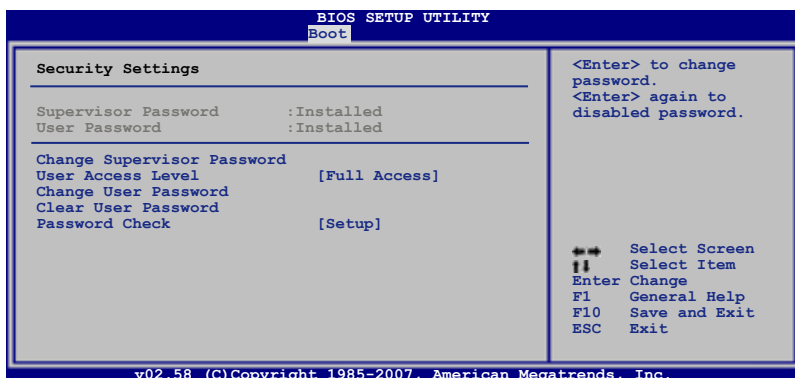 BIOS SETUP UTILITY
Boot
Security Settings
Supervisor Password :Installed
User Password :Installed
Change Supervisor Password
User Access Level [Full Access]
Change User Password
Clear User Password
Password Check [Setup]
<Enter> to change
password.
<Enter> again to
disabled password.
←→ Select Screen
↑↓ Select Item
Enter Change
F1 General Help
F10 Save and Exit
ESC Exit
v02.58 (C)Copyright 1985-2007, American Megatrends, Inc.